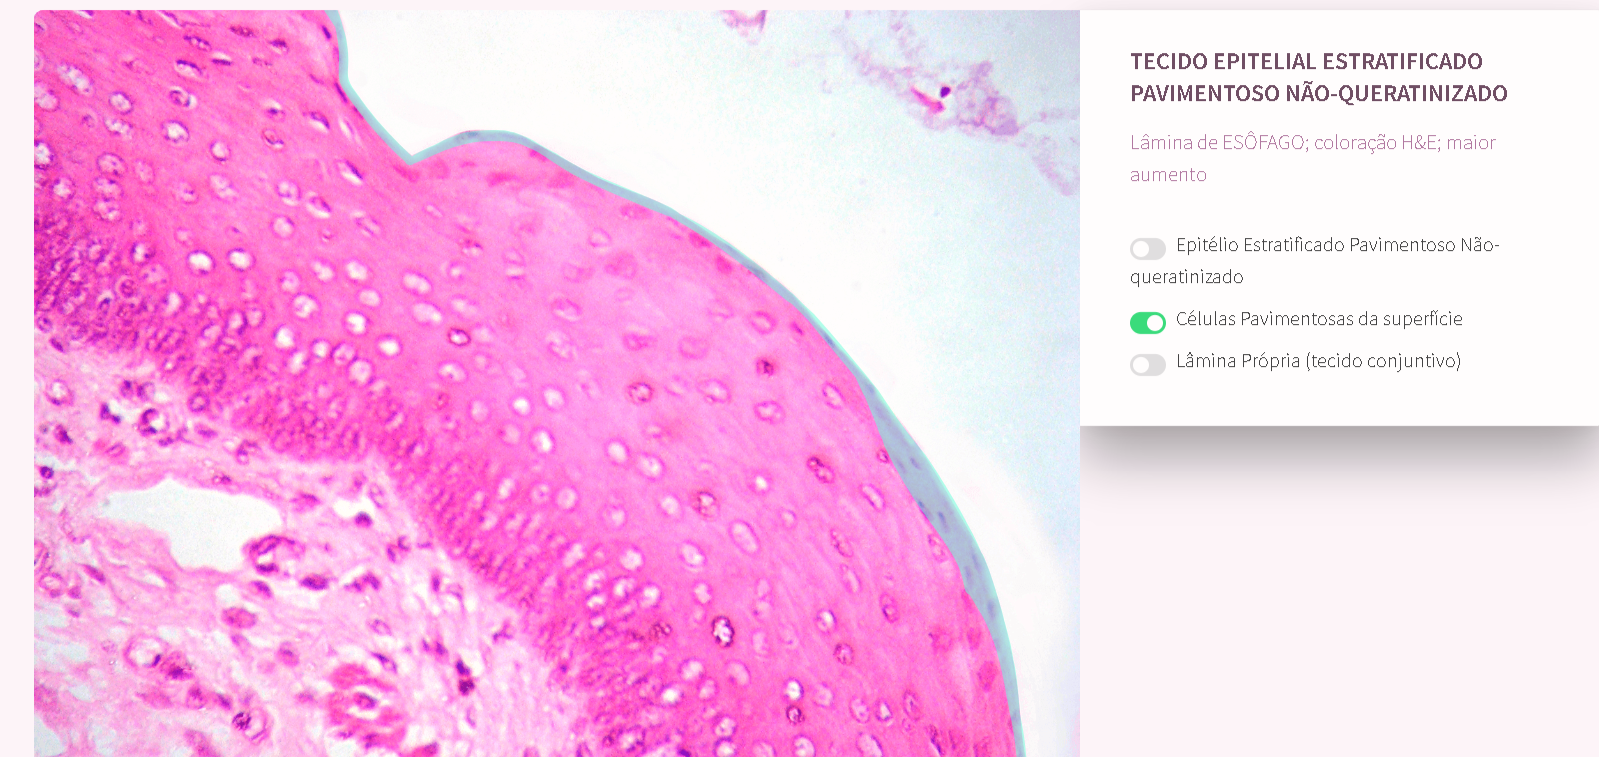 TECIDO EPITELIAL ESTRATIFICADO
PAVIMENTOSO NÃO-QUERATINIZADO
Lâmina de ESÔFAGO; coloração H&E; maior
aumento
Epitélio Estratificado Pavimentoso Não-
queratinizado
Células Pavimentosas da superfície
Lâmina Própria (tecido conjuntivo)